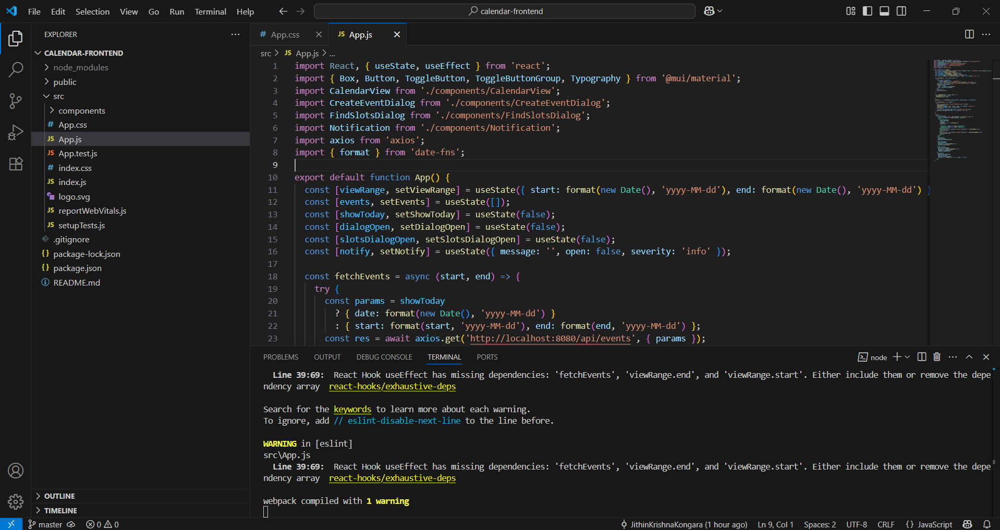 File Edit Selection View Go Run Terminal Help
calendar-frontend
EXPLORER
CALENDAR-FRONTEND
node_modules
public
src
components
# App.css
JS App.js
JS App.test.js
# index.css
JS index.js
logo.svg
JS reportWebVitals.js
JS setupTests.js
.gitignore
{} package-lock.json
{} package.json
README.md
OUTLINE
TIMELINE
# App.css
JS App.js
src > JS App.js > ...
1 import React, { useState, useEffect } from 'react';
2 import { Box, Button, ToggleButton, ToggleButtonGroup, Typography } from '@mui/material';
3 import CalendarView from './components/CalendarView';
4 import CreateEventDialog from './components/CreateEventDialog';
5 import FindSlotsDialog from './components/FindSlotsDialog';
6 import Notification from './components/Notification';
7 import axios from 'axios';
8 import { format } from 'date-fns';
9
10 export default function App() {
11 const [viewRange, setViewRange] = useState({ start: format(new Date(), 'yyyy-MM-dd'), end: format(new Date(), 'yyyy-MM-dd') }
12 const [events, setEvents] = useState([]);
13 const [showToday, setShowToday] = useState(false);
14 const [dialogOpen, setDialogOpen] = useState(false);
15 const [slotsDialogOpen, setSlotsDialogOpen] = useState(false);
16 const [notify, setNotify] = useState({ message: '', open: false, severity: 'info' });
17
18 const fetchEvents = async (start, end) => {
19 try {
20 const params = showToday
21 ? { date: format(new Date(), 'yyyy-MM-dd') }
22 : { start: format(start, 'yyyy-MM-dd'), end: format(end, 'yyyy-MM-dd') };
23 const res = await axios.get('http://localhost:8080/api/events', { params });
PROBLEMS OUTPUT DEBUG CONSOLE TERMINAL PORTS
node
Line 39:69: React Hook useEffect has missing dependencies: 'fetchEvents', 'viewRange.end', and 'viewRange.start'. Either include them or remove the depe
ndency array react-hooks/exhaustive-deps
Search for the keywords to learn more about each warning.
To ignore, add // eslint-disable-next-line to the line before.
WARNING in [eslint]
src\App.js
Line 39:69: React Hook useEffect has missing dependencies: 'fetchEvents', 'viewRange.end', and 'viewRange.start'. Either include them or remove the depe
ndency array react-hooks/exhaustive-deps
webpack compiled with 1 warning
master 0 0 JithinKrishnaKongara (1 hour ago) Ln 9, Col 1 Spaces: 2 UTF-8 CRLF {} JavaScript